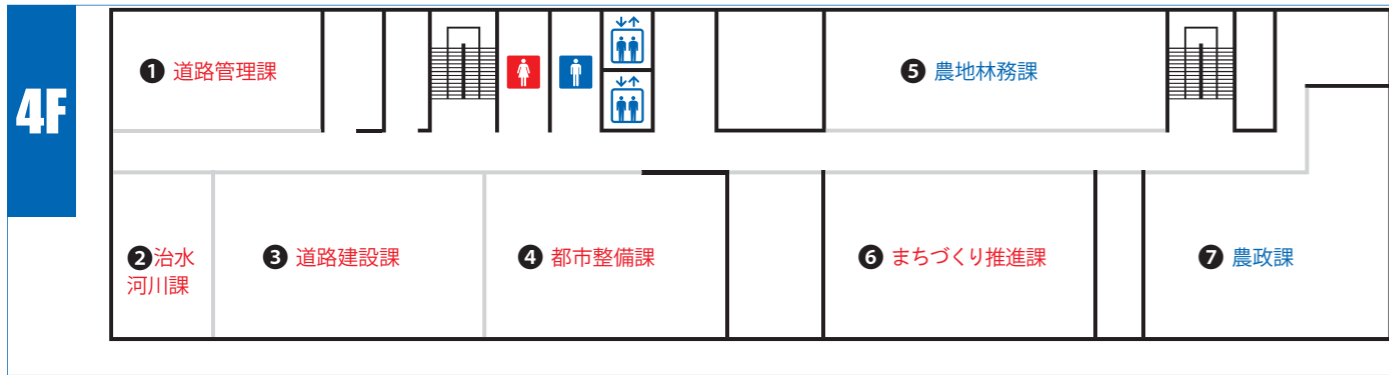 4F
❶ 道路管理課
❺ 農地林務課
❷治水
河川課
❸ 道路建設課
❹ 都市整備課
❻ まちづくり推進課
❼ 農政課